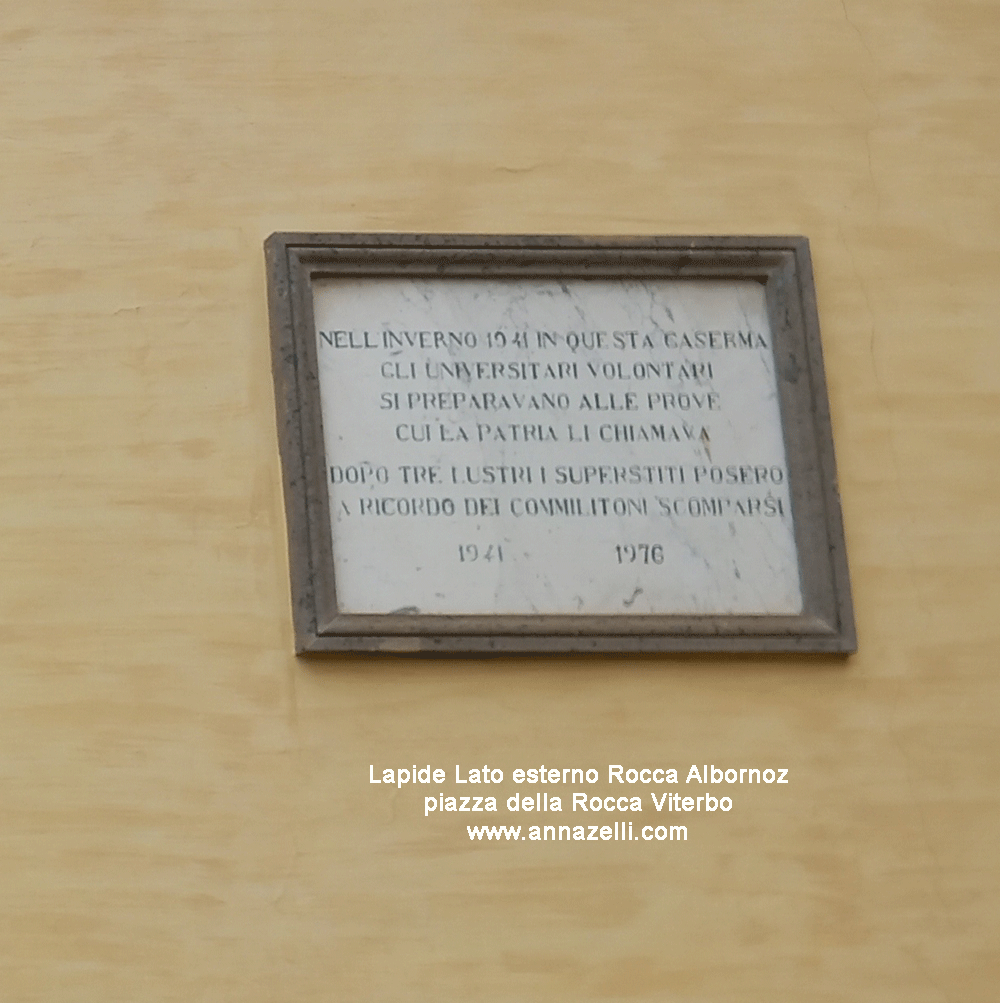 NELL'INVERNO 1941 IN QUESTA CASERMA
GLI UNIVERSITARI VOLONTARI
SI PREPARAVANO ALLE PROVE
CUI LA PATRIA LI CHIAMAVA
DOPO TRE LUSTRI I SUPERSTITI POSERO
A RICORDO DEI COMMILITONI SCOMPARSI
1941 1976
Lapide Lato esterno Rocca Albornoz
piazza della Rocca Viterbo
www.annazelli.com